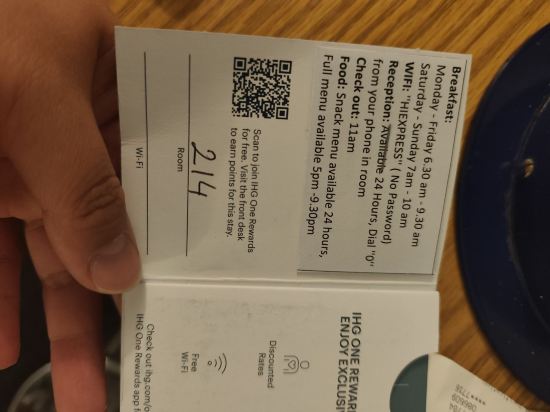 Breakfast:
Monday - Friday 6.30 am - 9.30 am
Saturday - Sunday 7am - 10 am
WIFI: "HIEXPRESS" ( No Password)
Reception: Available 24 Hours, Dial "0"
from your phone in room
Check out: 11am
Food: Snack menu available 24 hours,
Full menu available 5pm -9.30pm
Scan to join IHG One Rewards
for free. Visit the front desk
to earn points for this stay.
214
Room
Wi-Fi
IHG ONE REWAR
ENJOY EXCLUSI
Discounted
Rates
Free
Wi-Fi
Check out ihg.com/o
IHG One Rewards app f